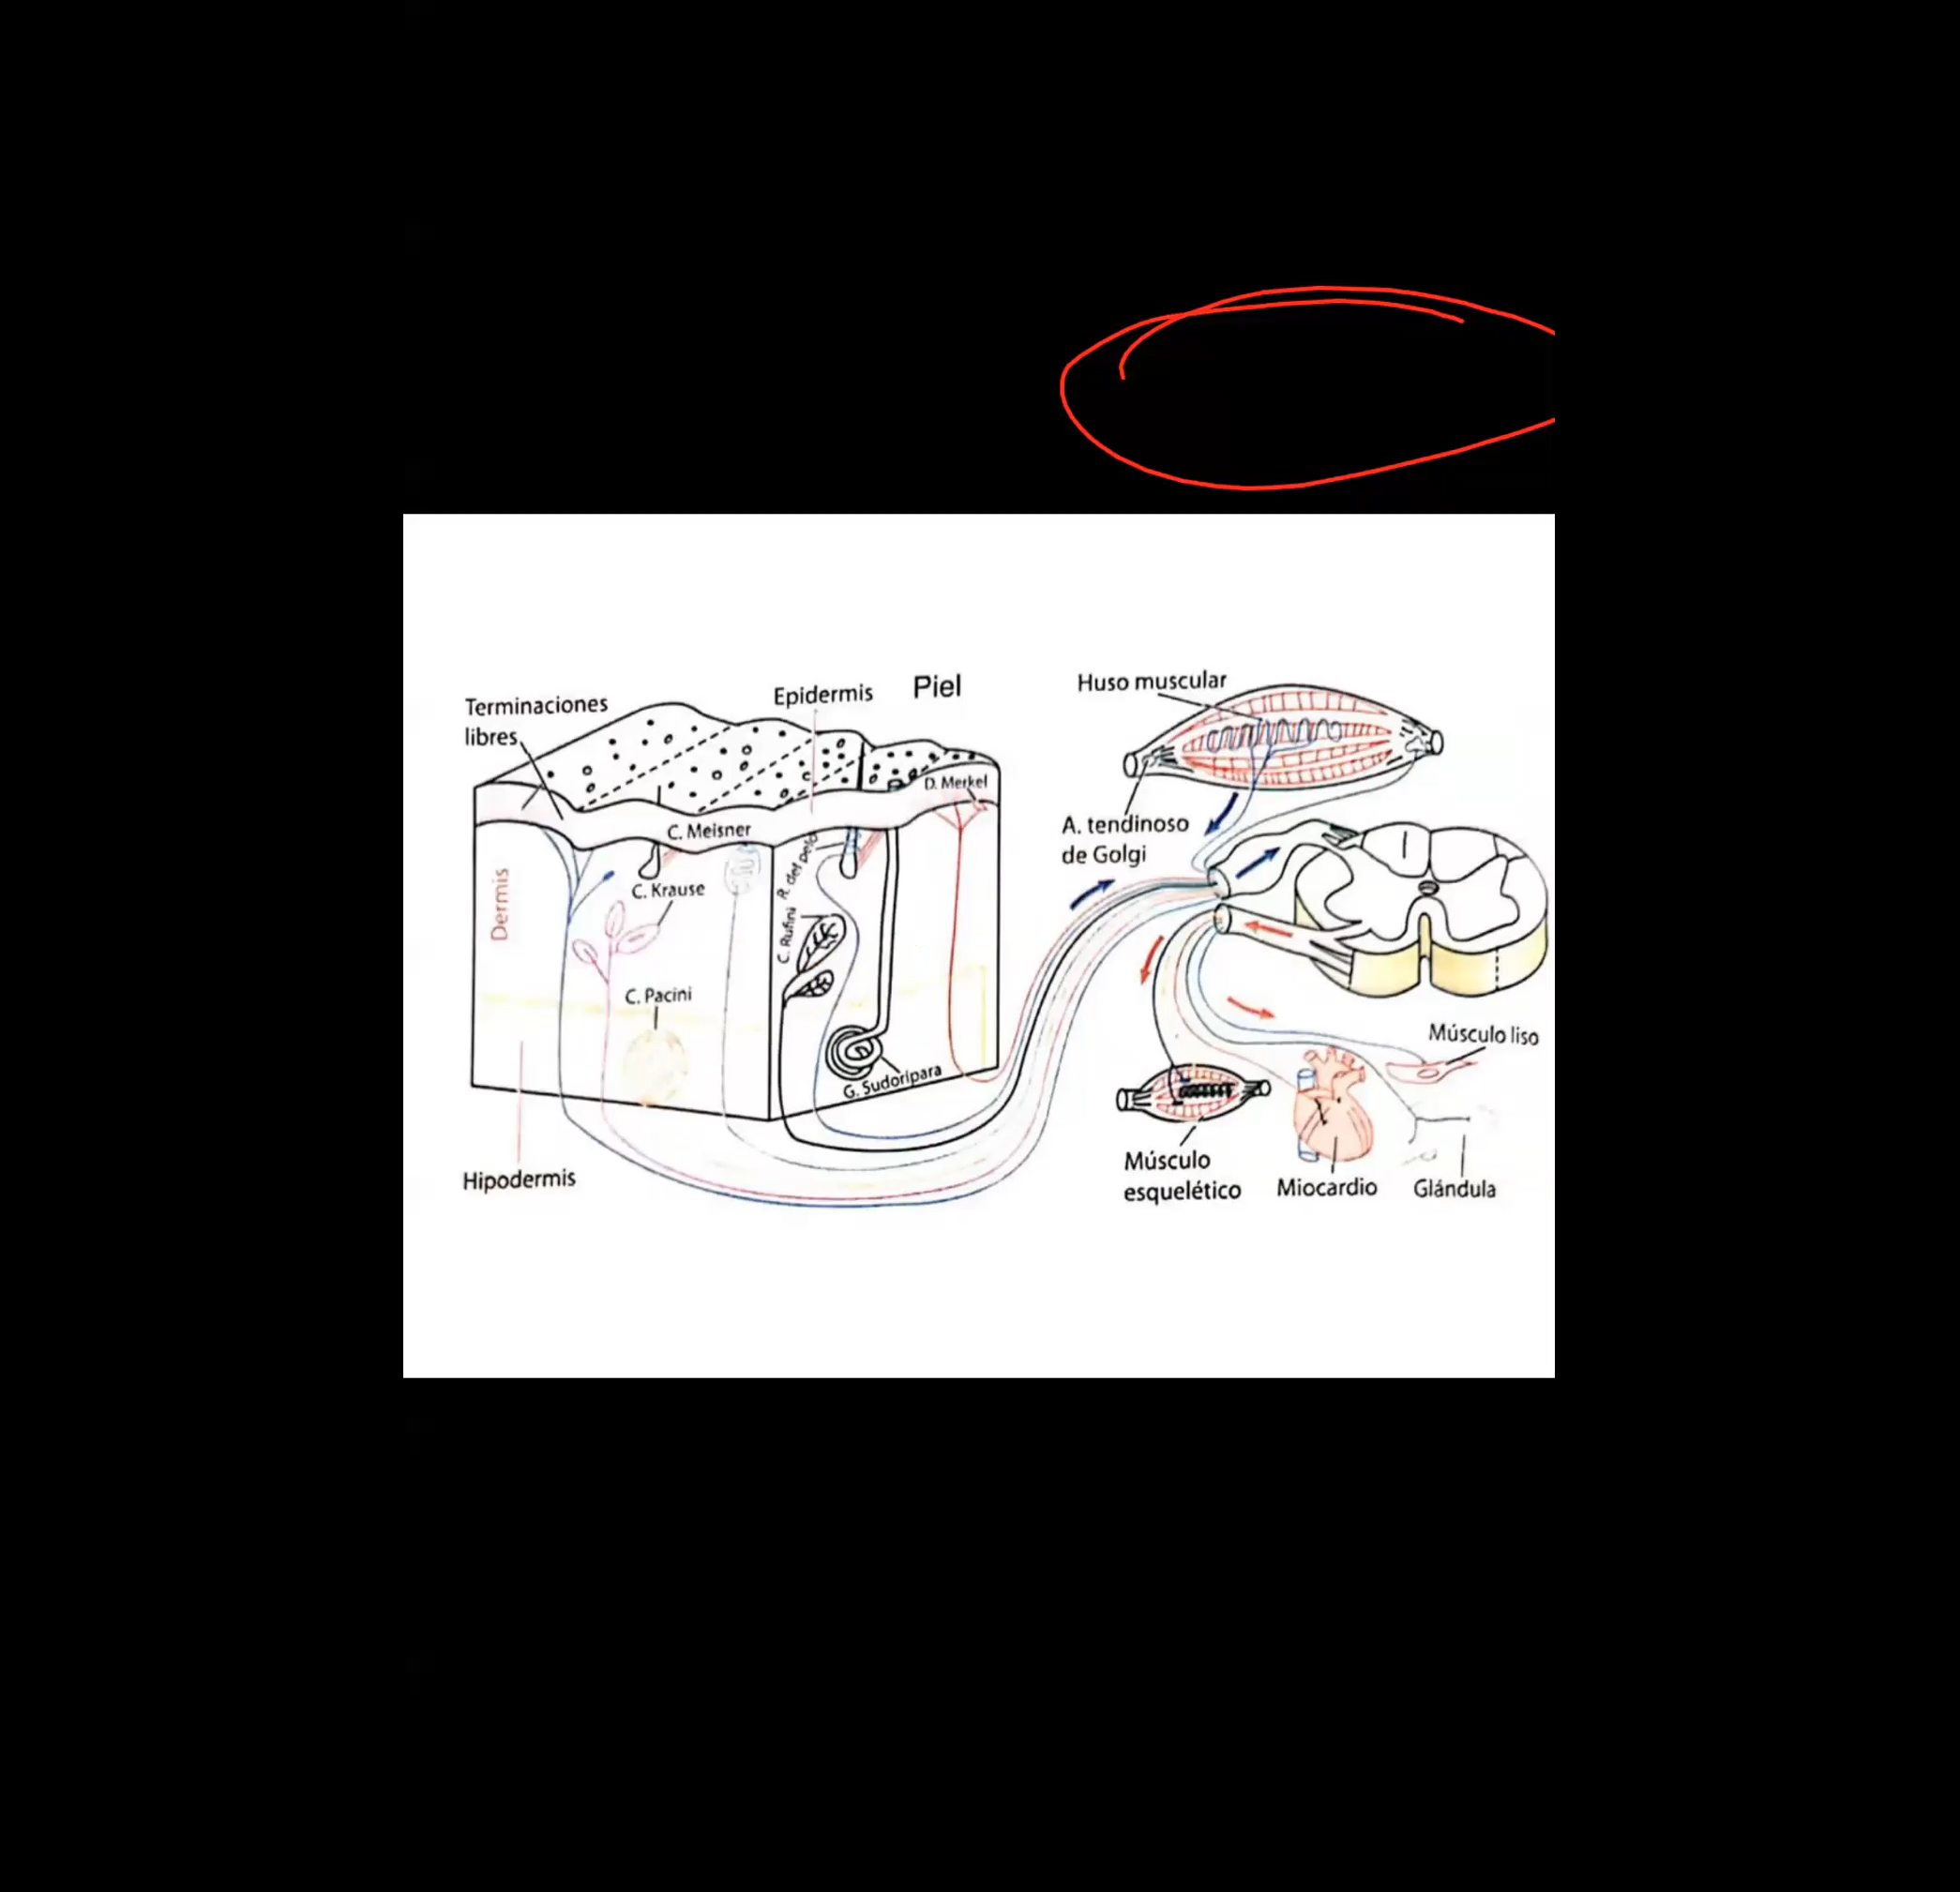 Terminaciones
libres
Epidermis
Piel
D. Merkel
C. Meisner
R. del pelo
C. Krause
Dermis
C. Rufini
C. Pacini
G. Sudoripara
Hipodermis
Huso muscular
A. tendinoso
de Golgi
Músculo liso
Músculo
esquelético
Miocardio
Glándula